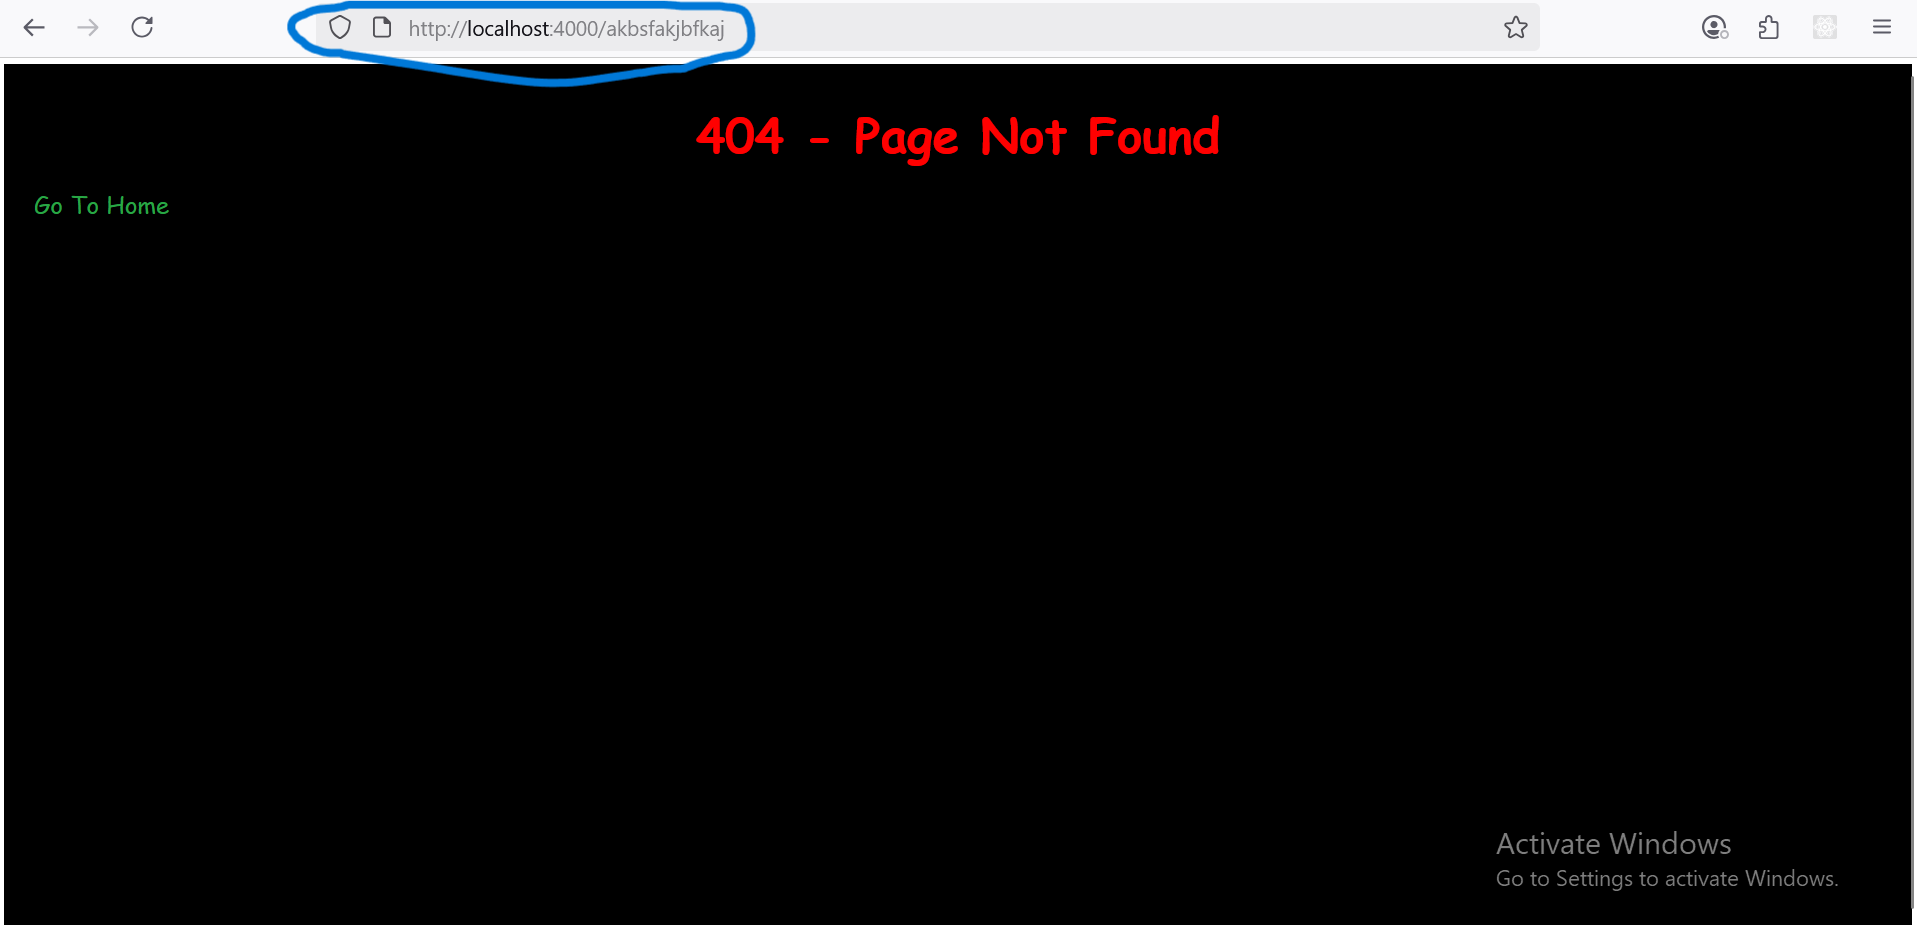 http://localhost:4000/akbsfakjbfkaj
404 - Page Not Found
Go To Home
Activate Windows
Go to Settings to activate Windows.